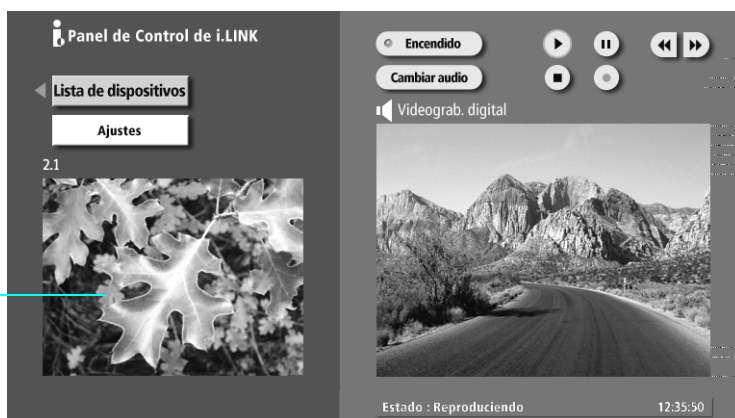 Panel de Control de i.LINK
Lista de dispositivos
Ajustes
2.1
Encendido
Cambiar audio
Videograb. digital
Estado : Reproduciendo 12:35:50